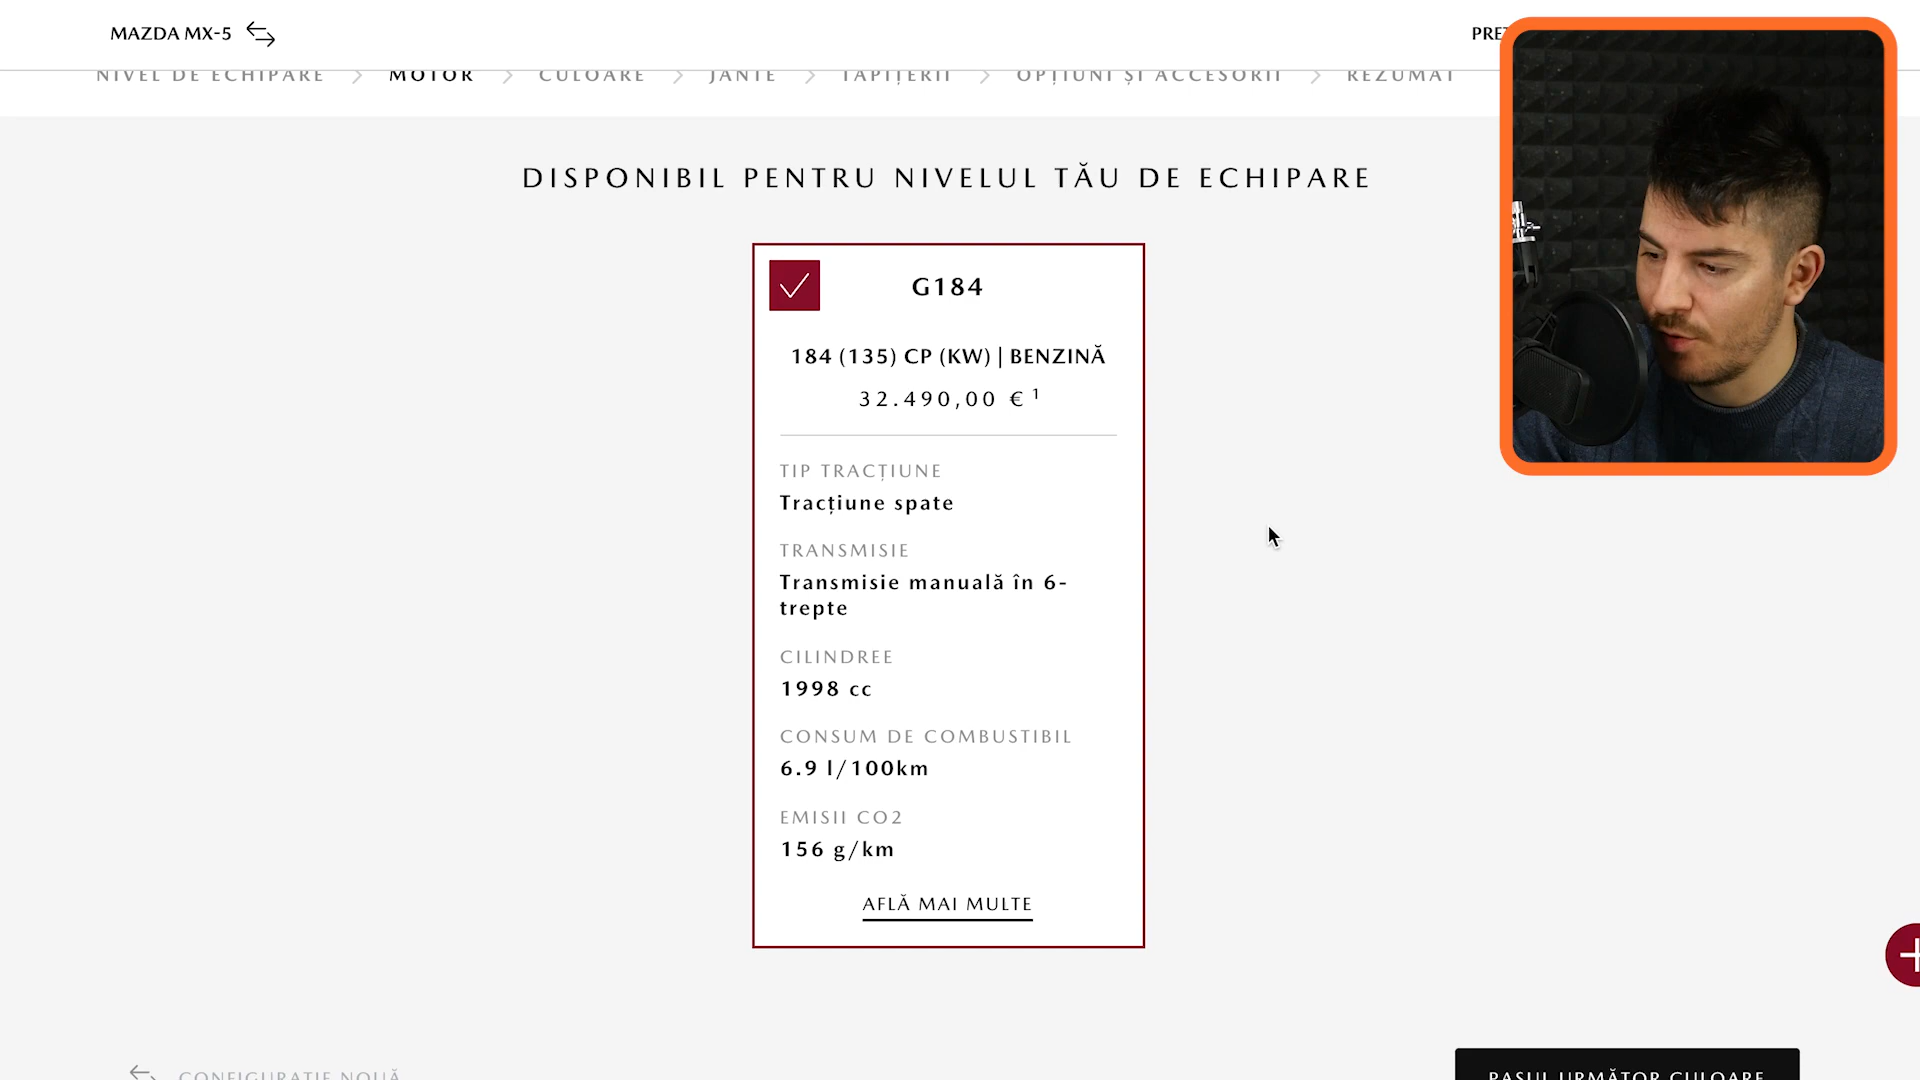 MAZDA MX-5
NIVEL DE ECHIPARE MOTOR CULOARE JANTE TAPIȚERII OPȚIUNI ȘI ACCESORII REZUMAT
DISPONIBIL PENTRU NIVELUL TĂU DE ECHIPARE
G184
184 (135) CP (KW) | BENZINĂ
32.490,00 € 1
TIP TRACȚIUNE
Tracțiune spate
TRANSMISIE
Transmisie manuală în 6-
trepte
CILINDREE
1998 cc
CONSUM DE COMBUSTIBIL
6.9 l/100km
EMISII CO2
156 g/km
AFLĂ MAI MULTE
CONFIGURAȚIE NOUĂ
PASUL URMĂTOR CULOARE